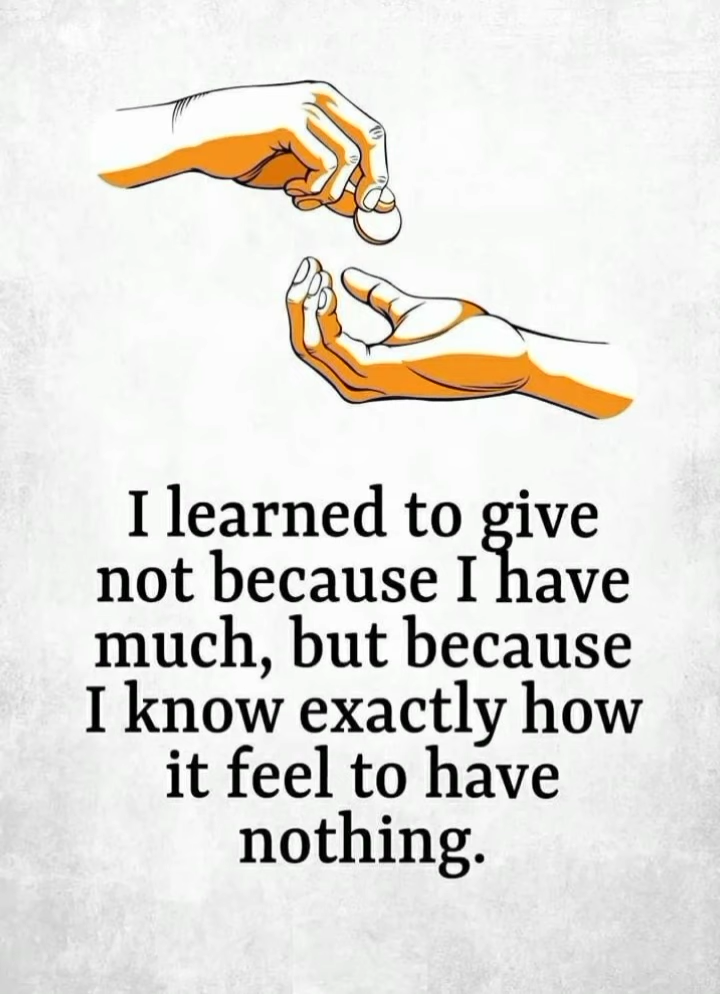 I learned to give
not because I have
much, but because
I know exactly how
it feel to have
nothing.